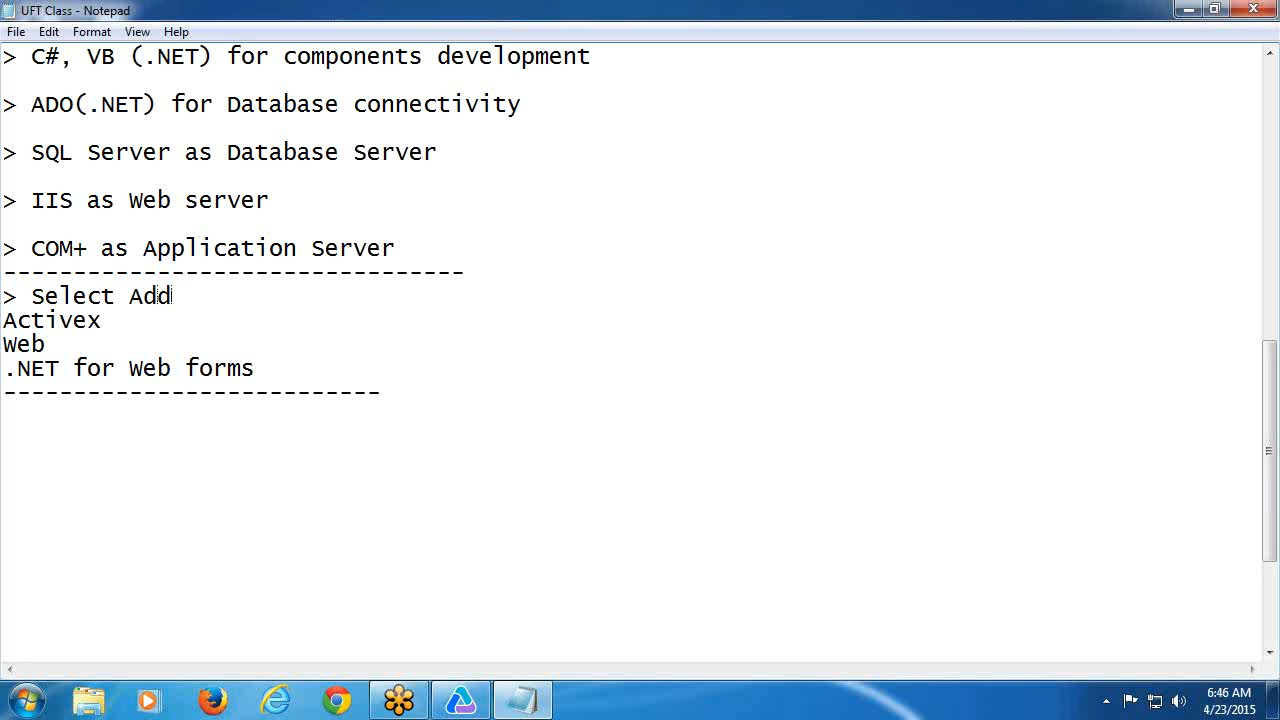 UFT Class - Notepad
File Edit Format View Help
> C#, VB (.NET) for components development
> ADO(.NET) for Database connectivity
> SQL Server as Database Server
> IIS as Web server
> COM+ as Application Server
---------------------------------
> Select Add
Activex
Web
.NET for Web forms
---------------------------
6:46 AM
4/23/2015